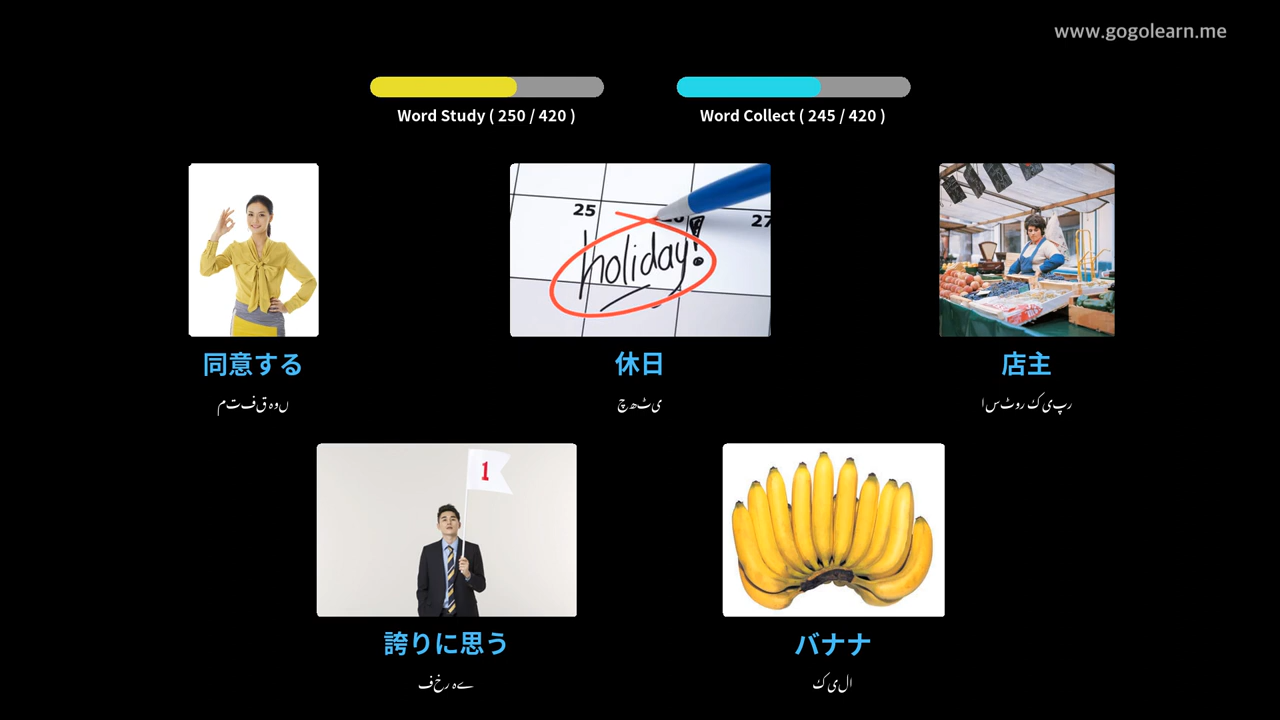 www.gogolearn.me
Word Study ( 250 / 420 )
Word Collect ( 245 / 420 )
25 27
holiday!
同意する
休日
店主
متفق ہوں
چھٹی
اسٹور کیپر
1
誇りに思う
バナナ
فخر ہے
کیلا